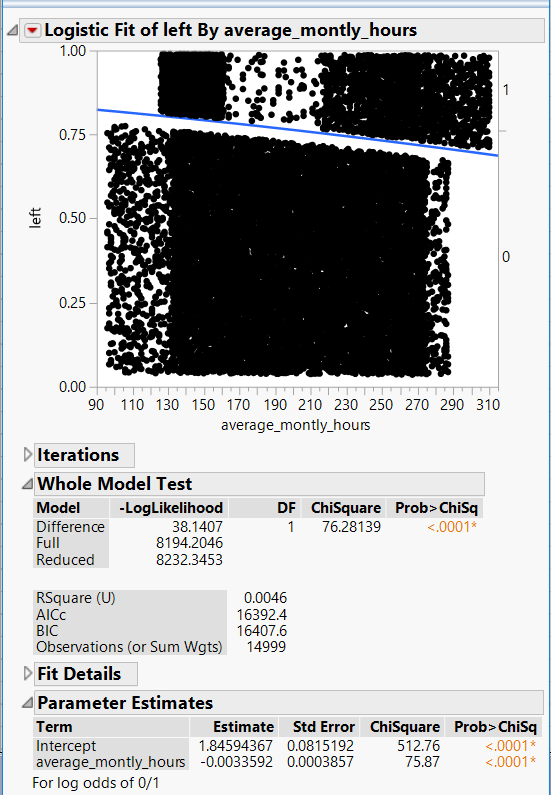 Logistic Fit of left By average_montly_hours
1.00
0.75
0.50
0.25
0.00
left
1
0
90 110 130 150 170 190 210 230 250 270 290 310
average_montly_hours
Iterations
Whole Model Test
Model -LogLikelihood DF ChiSquare Prob>ChiSq
Difference 38.1407 1 76.28139 <.0001*
Full 8194.2046
Reduced 8232.3453
RSquare (U) 0.0046
AICc 16392.4
BIC 16407.6
Observations (or Sum Wgts) 14999
Fit Details
Parameter Estimates
Term Estimate Std Error ChiSquare Prob>ChiSq
Intercept 1.84594367 0.0815192 512.76 <.0001*
average_montly_hours -0.0033592 0.0003857 75.87 <.0001*
For log odds of 0/1